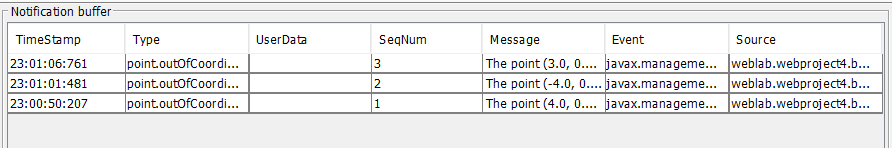 Notification buffer
TimeStamp Type UserData SeqNum Message Event Source
23:01:06:761 point.outOfCoordi... 3 The point (3.0, 0.... javax.manageme... weblab.webproject4.b...
23:01:01:481 point.outOfCoordi... 2 The point (-4.0, 0.... javax.manageme... weblab.webproject4.b...
23:00:50:207 point.outOfCoordi... 1 The point (4.0, 0.... javax.manageme... weblab.webproject4.b...